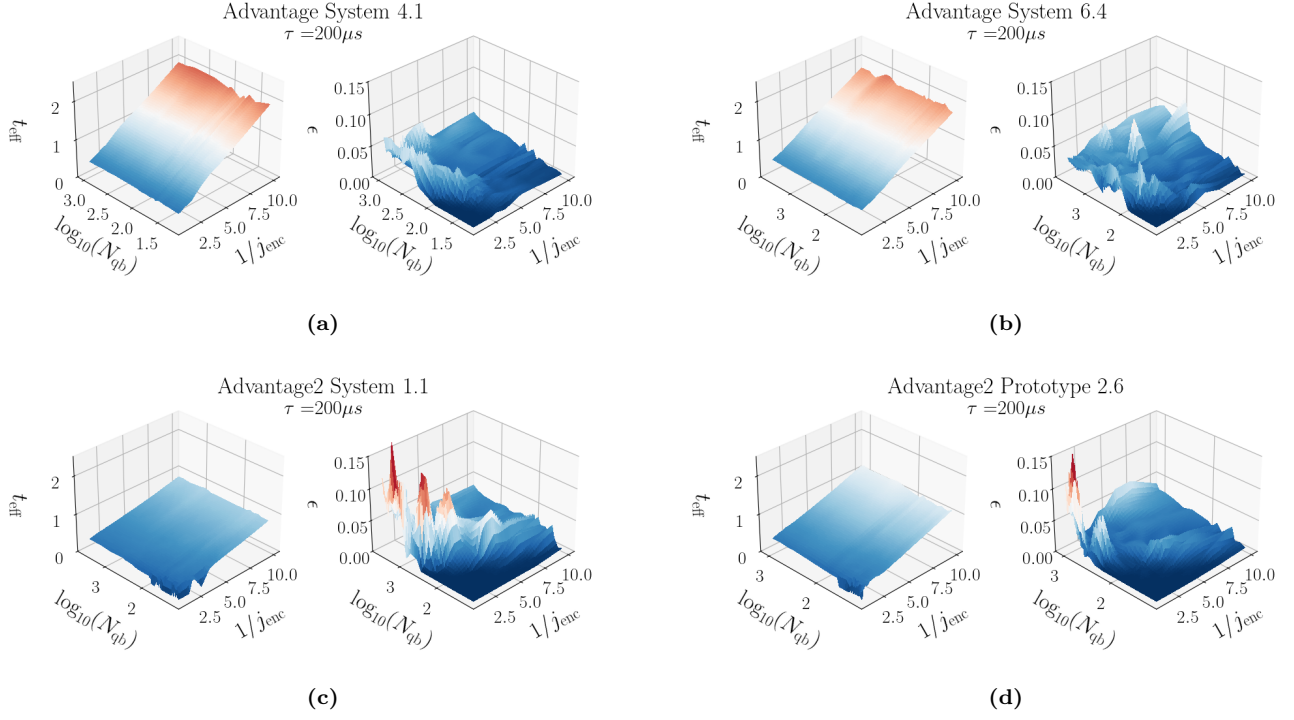 Advantage System 4.1
τ =200μs
t_eff
2
1
0
3.0
2.5
2.0
1.5
log₁₀(N_qb)
2.5
5.0
7.5
10.0
1/j_enc
ϵ
0.15
0.10
0.05
0.00
3.0
2.5
2.0
1.5
log₁₀(N_qb)
2.5
5.0
7.5
10.0
1/j_enc
(a)
Advantage System 6.4
τ =200μs
t_eff
2
1
0
3
2
log₁₀(N_qb)
2.5
5.0
7.5
10.0
1/j_enc
ϵ
0.15
0.10
0.05
0.00
3
2
log₁₀(N_qb)
2.5
5.0
7.5
10.0
1/j_enc
(b)
Advantage2 System 1.1
τ =200μs
t_eff
2
1
0
3
2
log₁₀(N_qb)
2.5
5.0
7.5
10.0
1/j_enc
ϵ
0.15
0.10
0.05
0.00
3
2
log₁₀(N_qb)
2.5
5.0
7.5
10.0
1/j_enc
(c)
Advantage2 Prototype 2.6
τ =200μs
t_eff
2
1
0
3
2
log₁₀(N_qb)
2.5
5.0
7.5
10.0
1/j_enc
ϵ
0.15
0.10
0.05
0.00
3
2
log₁₀(N_qb)
2.5
5.0
7.5
10.0
1/j_enc
(d)